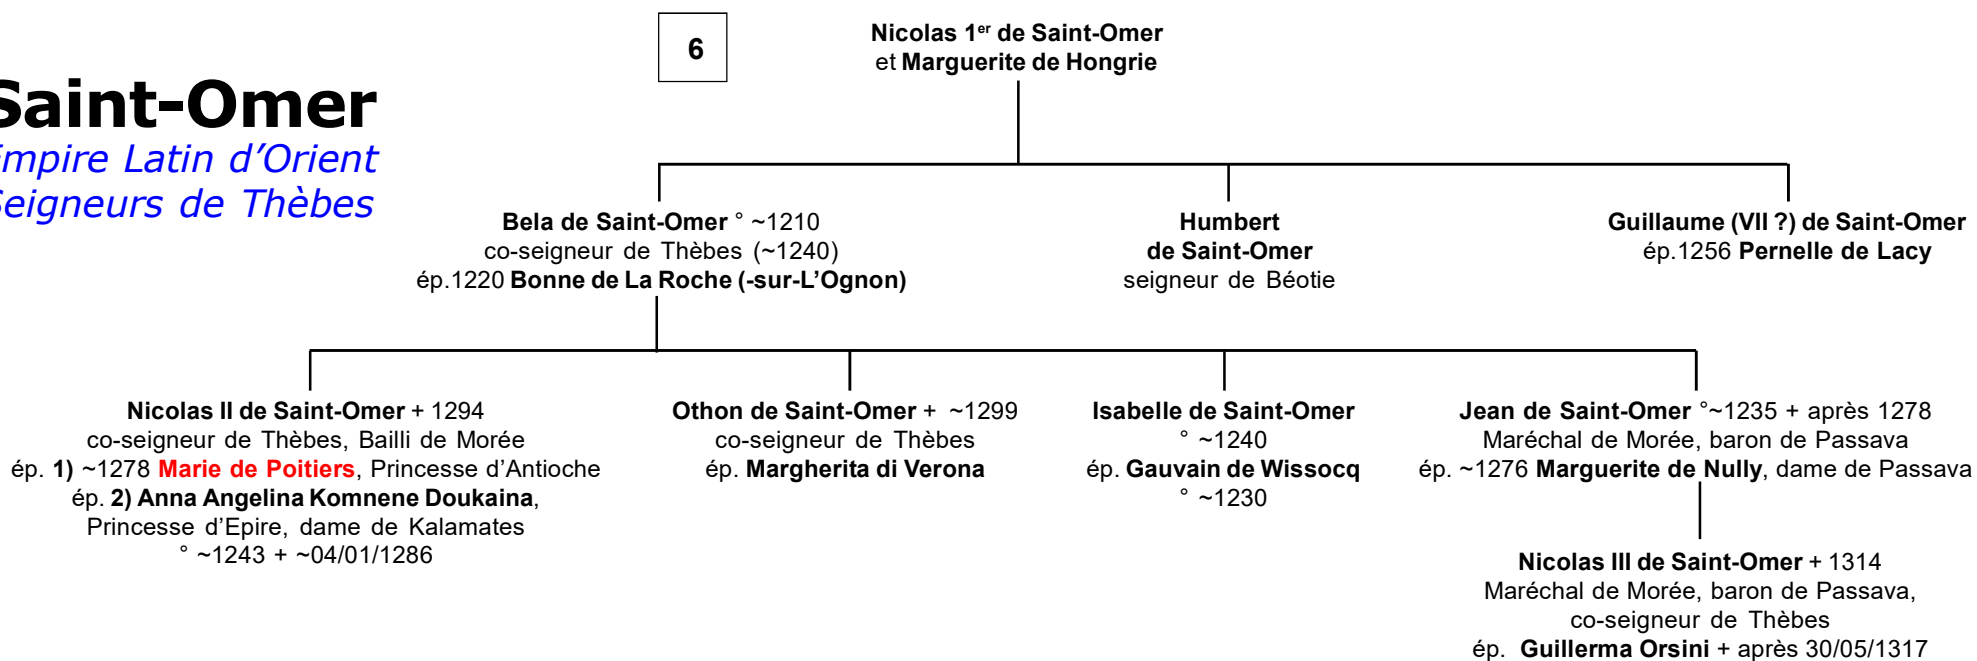 6
Nicolas 1er de Saint-Omer
et Marguerite de Hongrie
Saint-Omer
Empire Latin d’Orient
Seigneurs de Thèbes
Bela de Saint-Omer ° ~1210
co-seigneur de Thèbes (~1240)
ép.1220 Bonne de La Roche (-sur-L’Ognon)
Humbert
de Saint-Omer
seigneur de Béotie
Guillaume (VII ?) de Saint-Omer
ép.1256 Pernelle de Lacy
Nicolas II de Saint-Omer + 1294
co-seigneur de Thèbes, Bailli de Morée
ép. 1) ~1278 Marie de Poitiers, Princesse d’Antioche
ép. 2) Anna Angelina Komnene Doukaina,
Princesse d’Epire, dame de Kalamates
° ~1243 + ~04/01/1286
Othon de Saint-Omer + ~1299
co-seigneur de Thèbes
ép. Margherita di Verona
Isabelle de Saint-Omer
° ~1240
ép. Gauvain de Wissocq
° ~1230
Jean de Saint-Omer °~1235 + après 1278
Maréchal de Morée, baron de Passava
ép. ~1276 Marguerite de Nully, dame de Passava
Nicolas III de Saint-Omer + 1314
Maréchal de Morée, baron de Passava,
co-seigneur de Thèbes
ép. Guillerma Orsini + après 30/05/1317